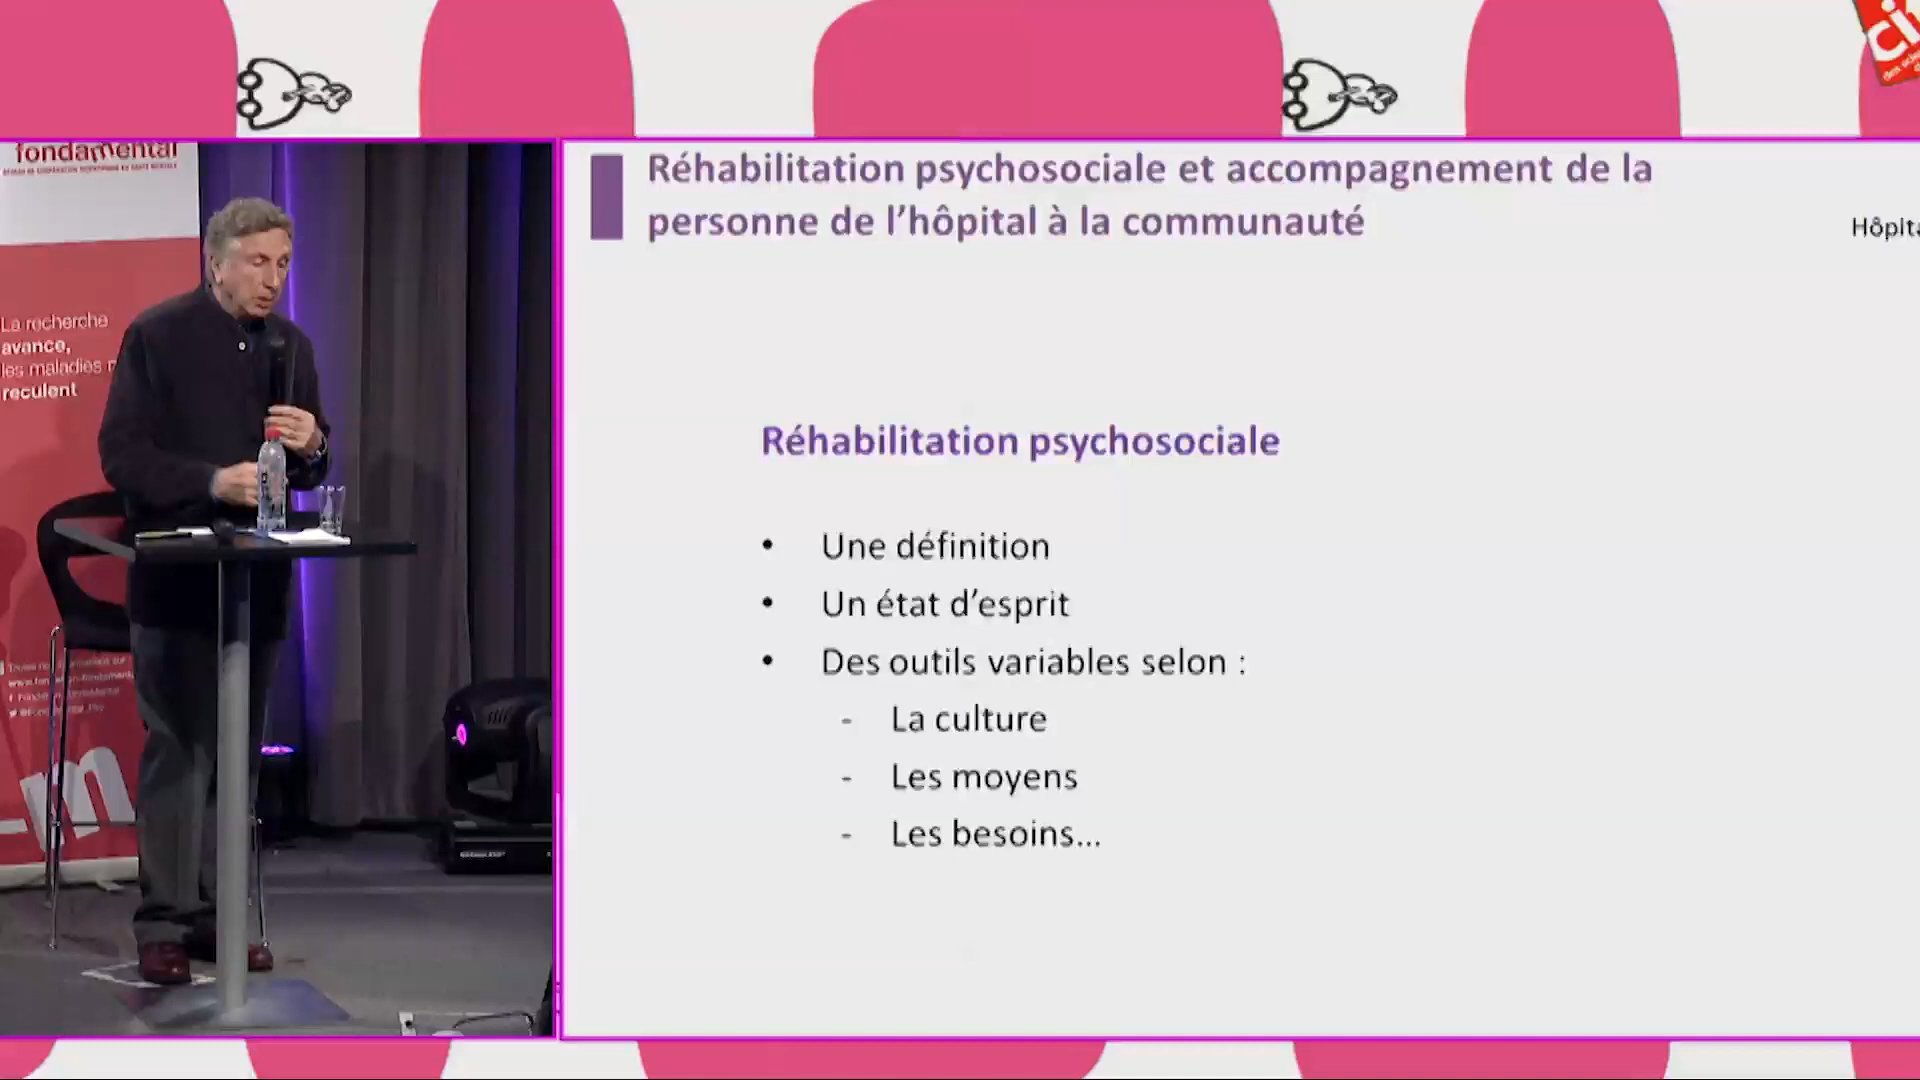 fondamental
La recherche
avance,
les maladies
reculent
Réhabilitation psychosociale et accompagnement de la
personne de l’hôpital à la communauté
Réhabilitation psychosociale
• Une définition
• Un état d’esprit
• Des outils variables selon :
- La culture
- Les moyens
- Les besoins...